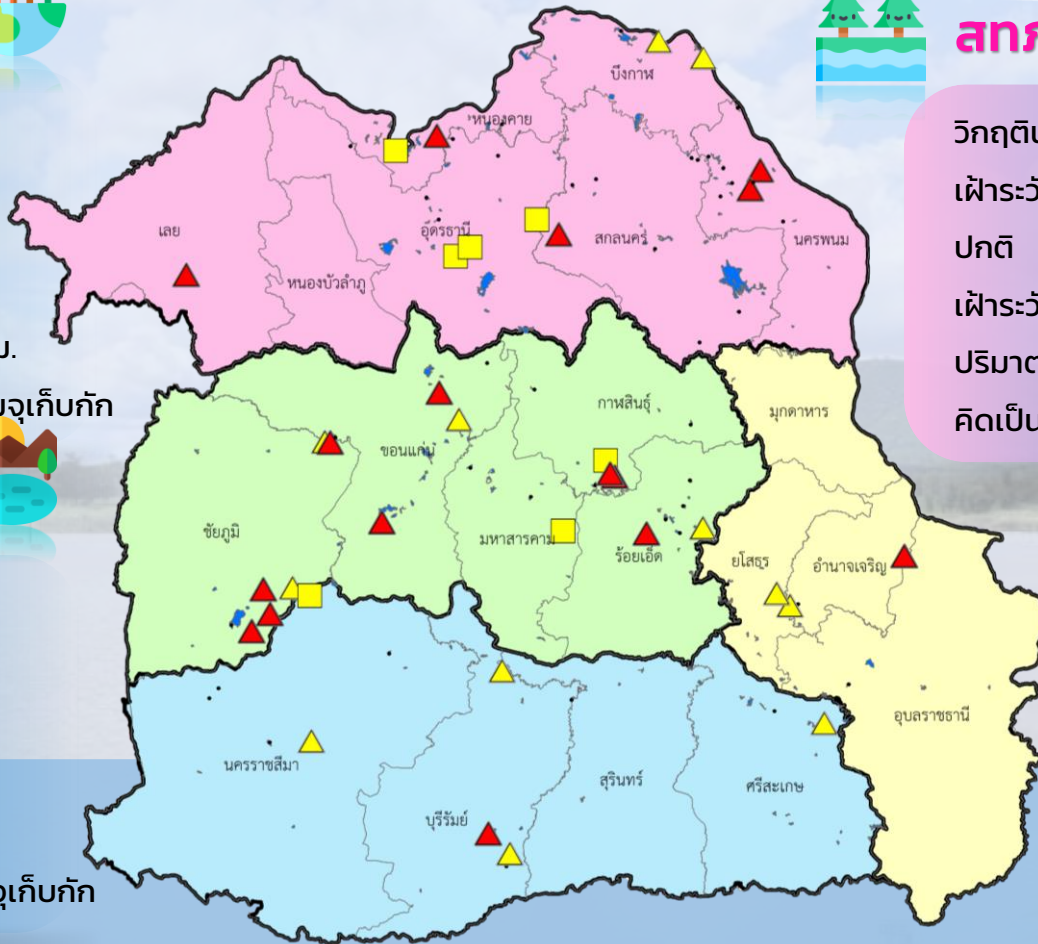 สทภ
วิกฤติ
เฝ้าระวั
ปกติ
เฝ้าระวั
ปริมาต
คิดเป็น
ม.
จุเก็บกัก
จุเก็บกัก
บึงกาฬ
หนองคาย
เลย
อุดรธานี
สกลนคร
นครพนม
หนองบัวลำภู
กาฬสินธุ์
มุกดาหาร
ขอนแก่น
ชัยภูมิ
มหาสารคาม
ร้อยเอ็ด
ยโสธร
อำนาจเจริญ
อุบลราชธานี
นครราชสีมา
สุรินทร์
ศรีสะเกษ
บุรีรัมย์